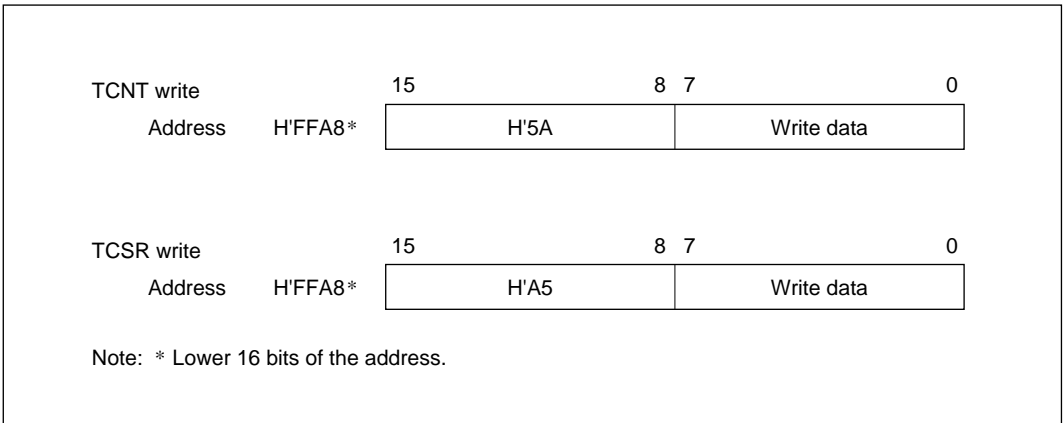 TCNT write 15 8 7 0
Address H'FFA8* H'5A Write data
TCSR write 15 8 7 0
Address H'FFA8* H'A5 Write data
Note: * Lower 16 bits of the address.